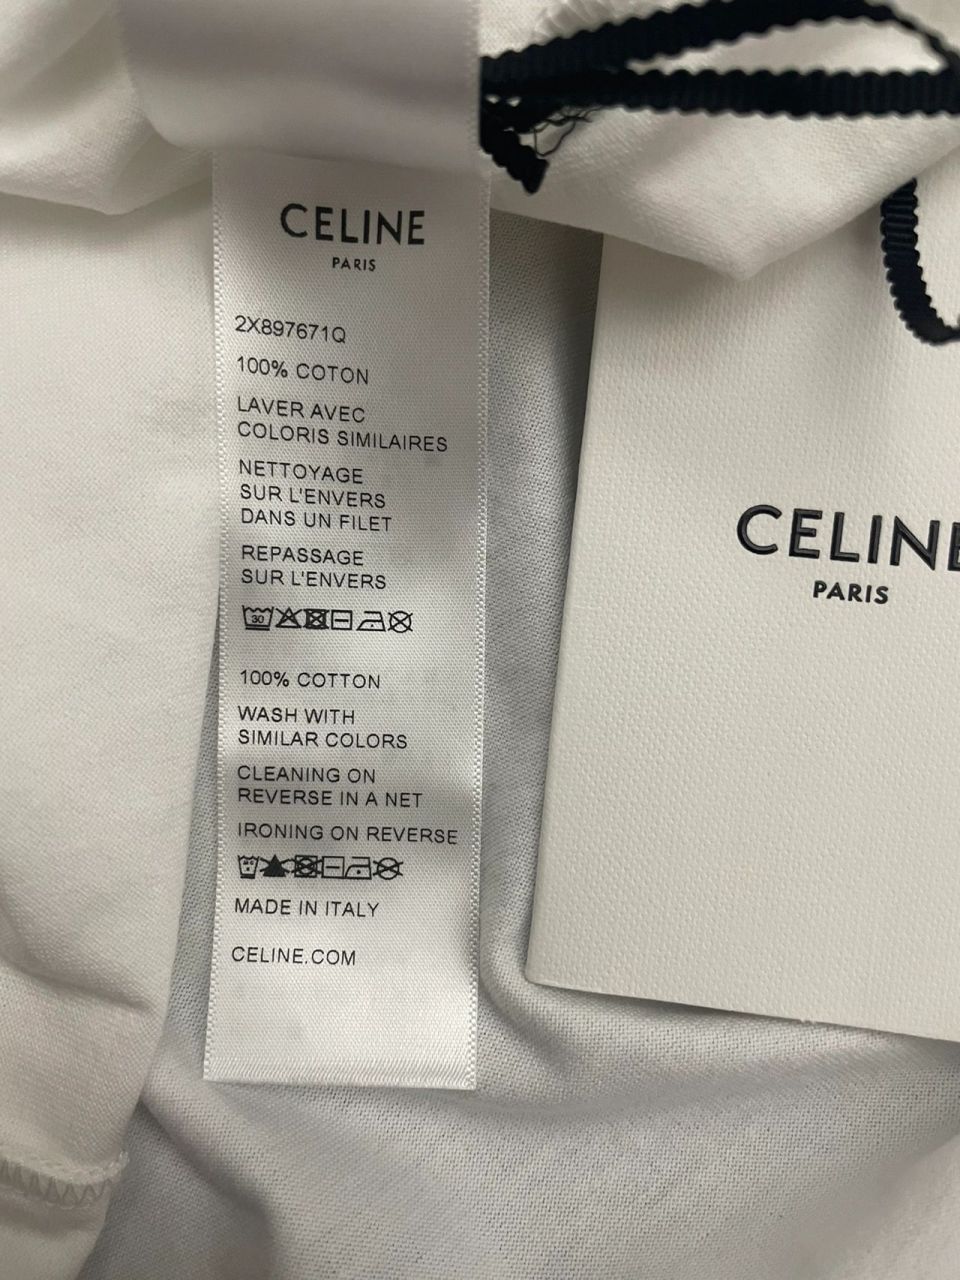 CELINE
PARIS
2X897671Q
100% COTON
LAVER AVEC
COLORIS SIMILAIRES
NETTOYAGE
SUR L'ENVERS
DANS UN FILET
REPASSAGE
SUR L'ENVERS
30
100% COTTON
WASH WITH
SIMILAR COLORS
CLEANING ON
REVERSE IN A NET
IRONING ON REVERSE
MADE IN ITALY
CELINE.COM
CELINE
PARIS